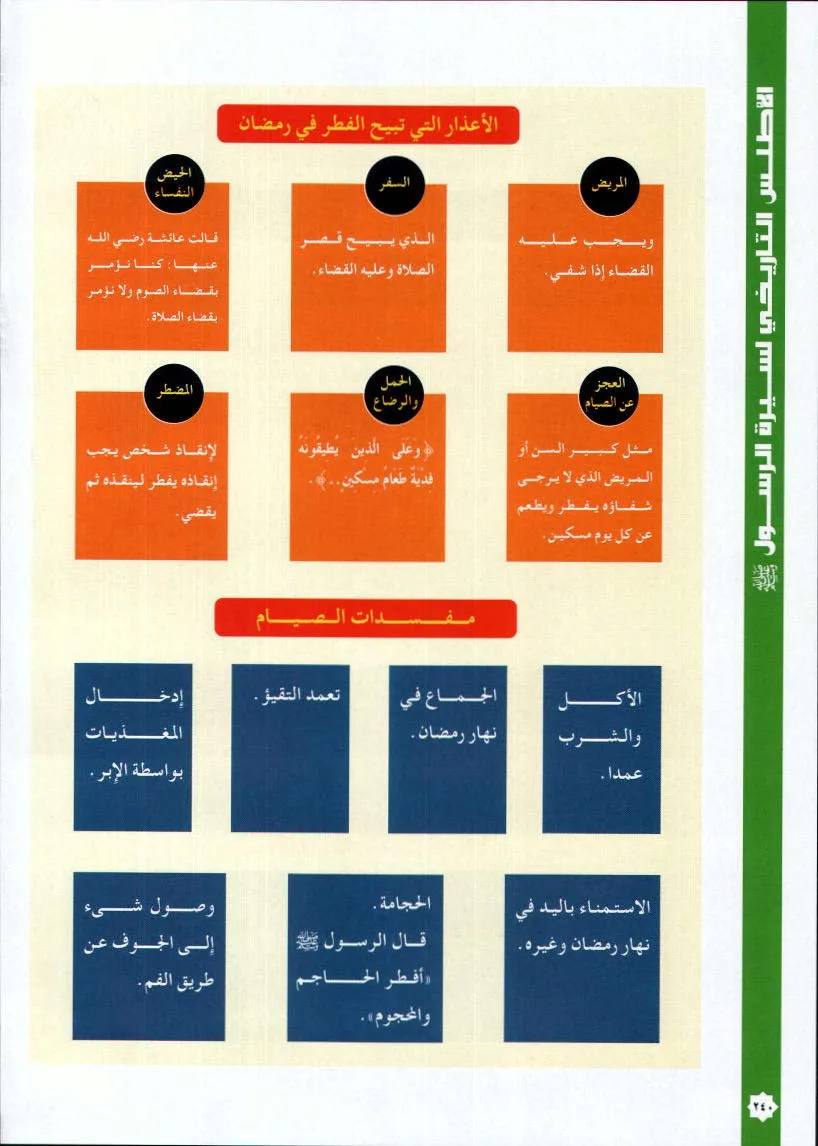 الأطلس التاريخي لسيرة الرسول ﷺ
الأعذار التي تبيح الفطر في رمضان
المريض
ويجب عليه
القضاء إذا شفي.
السفر
الذي يبيح قصر
الصلاة وعليه القضاء.
الحيض
النفساء
قالت عائشة رضي الله
عنها: كنا نؤمر
بقضاء الصوم ولا نؤمر
بقضاء الصلاة.
العجز
عن الصيام
مثل كبير السن أو
المريض الذي لا يرجى
شفاؤه يفطر ويطعم
عن كل يوم مسكين.
الحمل
والرضاع
﴿وَعَلَى الَّذِينَ يُطِيقُونَهُ
فِدْيَةٌ طَعَامُ مِسْكِينٍ..﴾.
المضطر
لإنقاذ شخص يجب
إنقاذه يفطر لينقذه ثم
يقضي.
مفسدات الصيام
الأكل
والشرب
عمدا.
الجماع في
نهار رمضان.
تعمد التقيؤ.
إدخال
المغذيات
بواسطة الإبر.
الاستمناء باليد في
نهار رمضان وغيره.
الحجامة.
قال الرسول ﷺ
«أفطر الحاجم
والمحجوم».
وصول شيء
إلى الجوف عن
طريق الفم.
٢٤٠